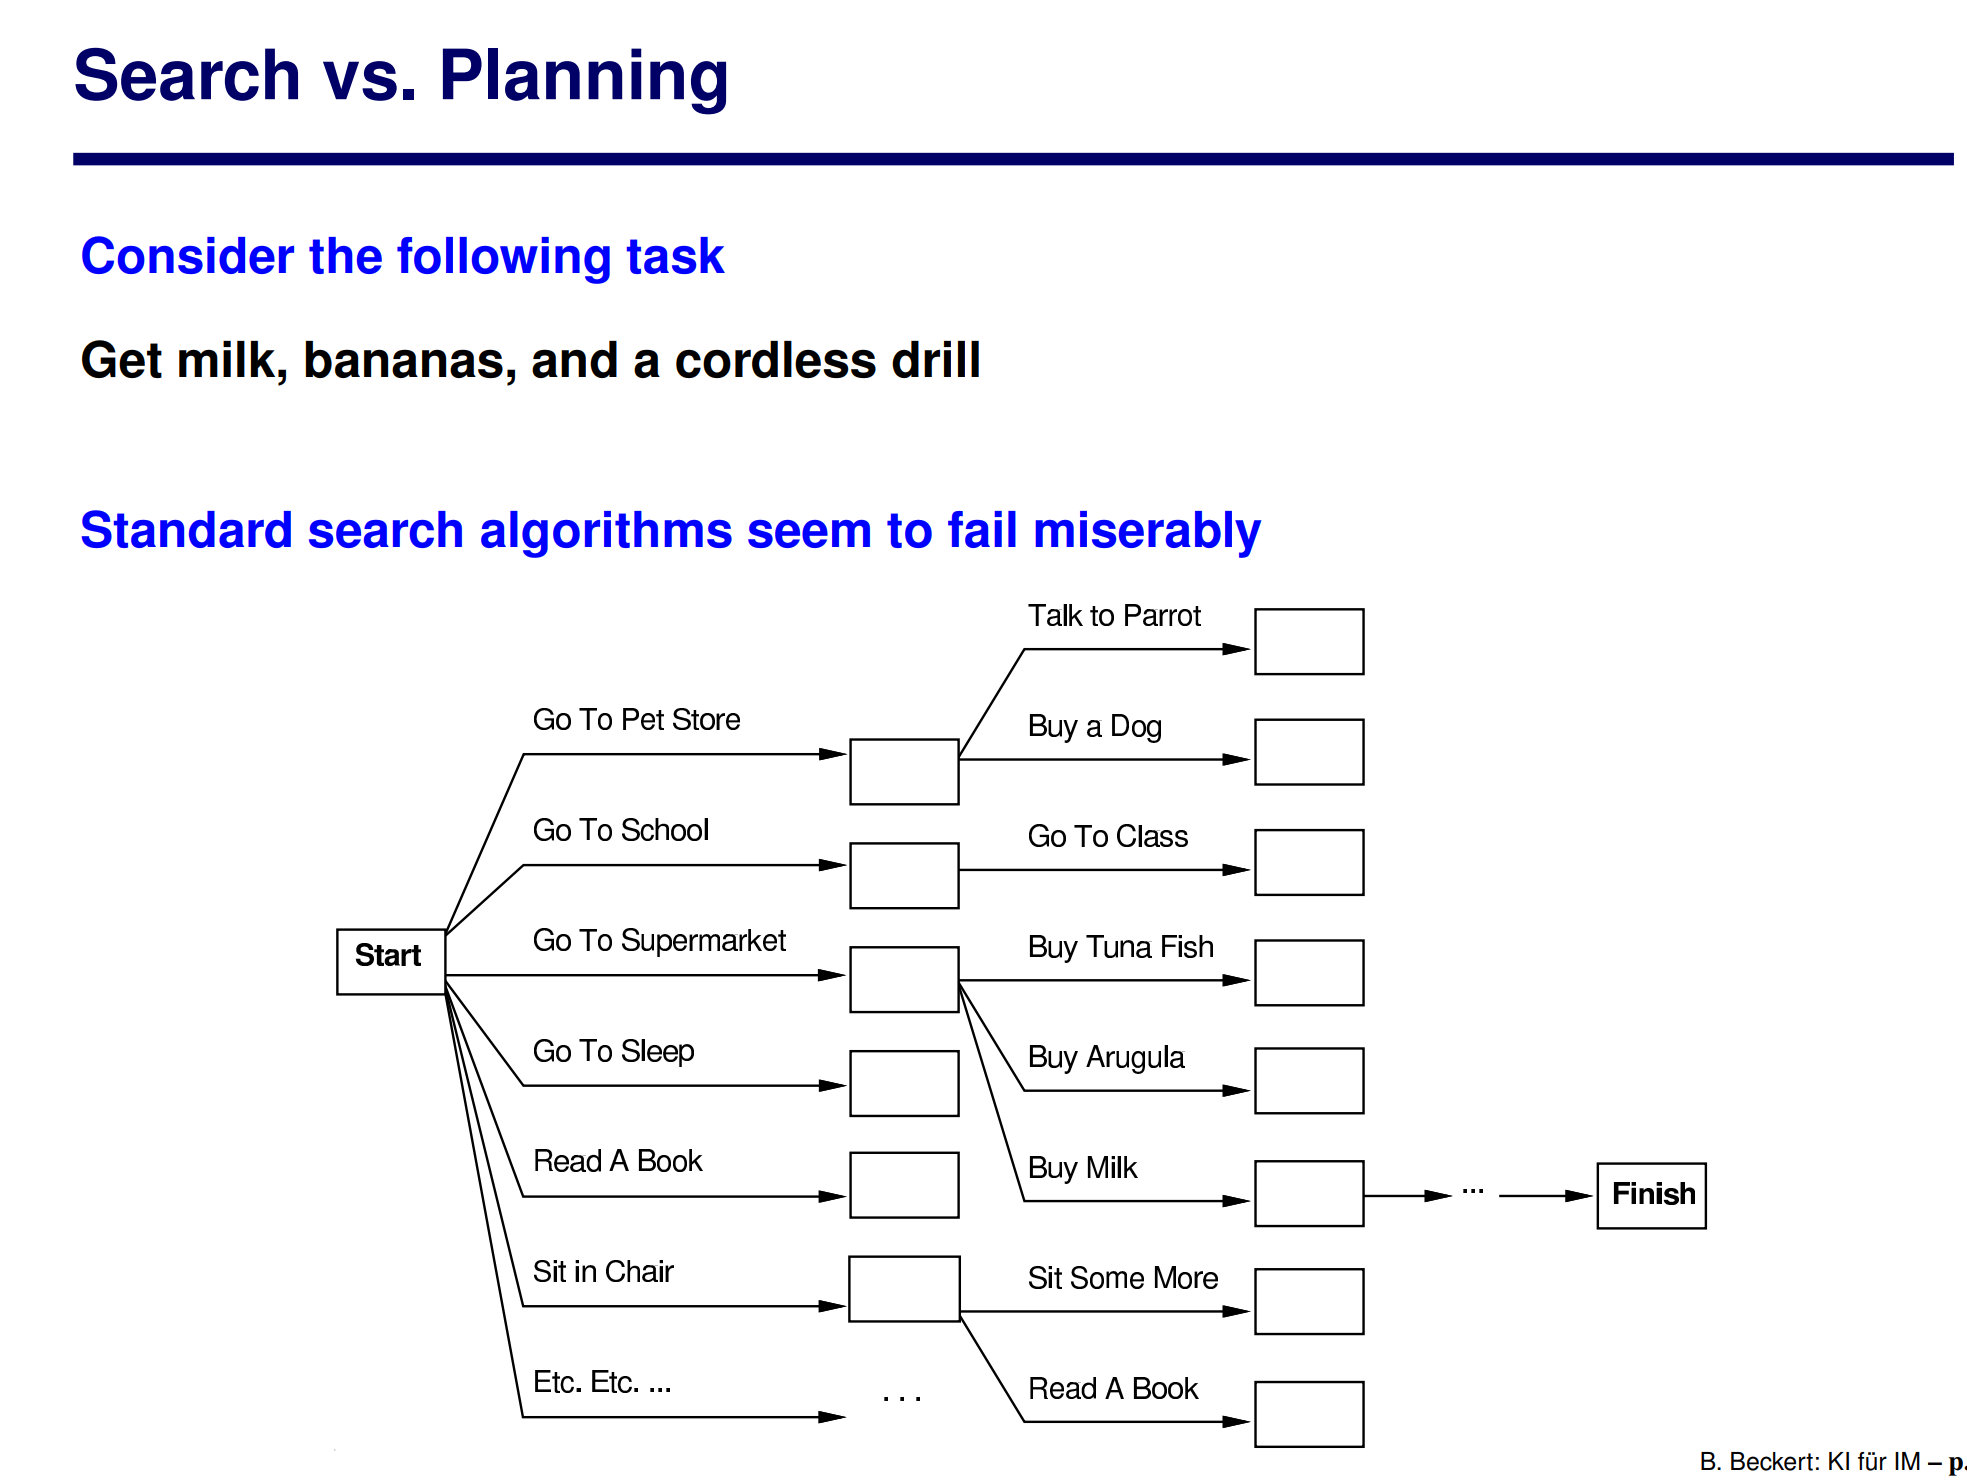 Search vs. Planning
Consider the following task
Get milk, bananas, and a cordless drill
Standard search algorithms seem to fail miserably
Talk to Parrot
Go To Pet Store
Buy a Dog
Go To School
Go To Class
Go To Supermarket
Buy Tuna Fish
Start
Go To Sleep
Buy Arugula
Read A Book
Buy Milk
...
Finish
Sit in Chair
Sit Some More
Etc. Etc. ...
. . .
Read A Book
B. Beckert: KI für IM – p.